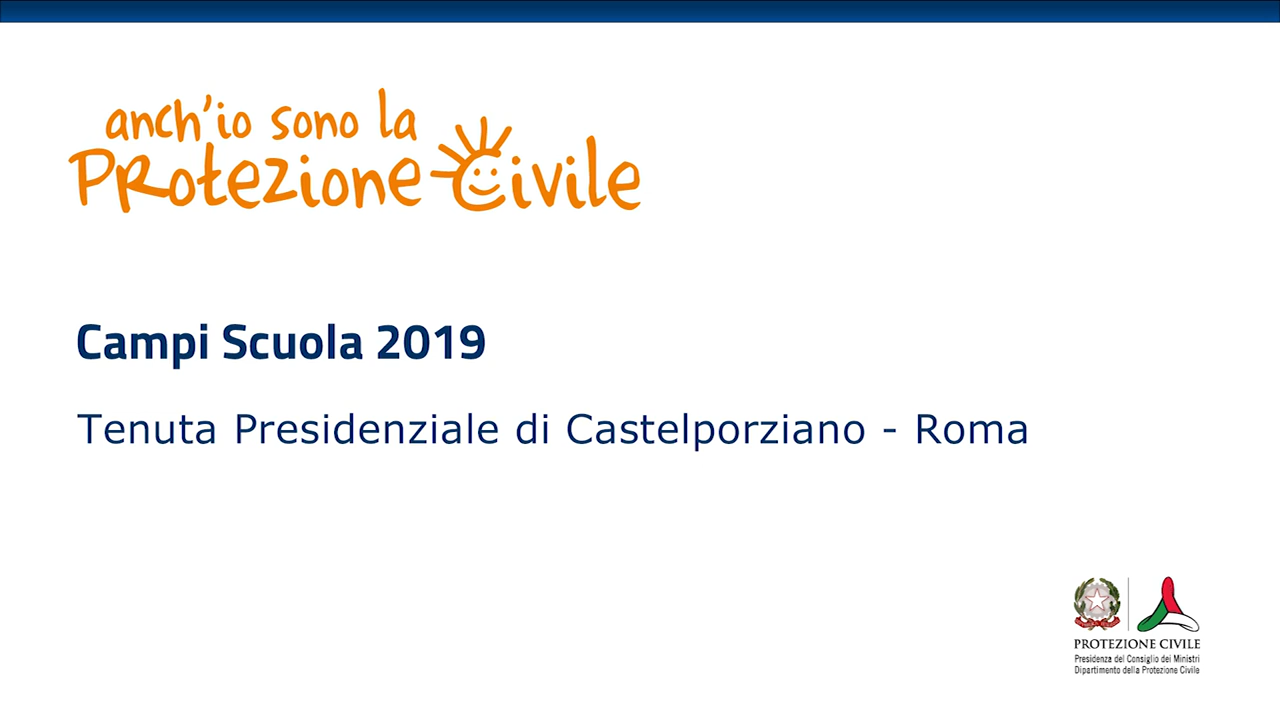 anch'io sono la
Protezione Civile
Campi Scuola 2019
Tenuta Presidenziale di Castelporziano - Roma
PROTEZIONE CIVILE
Presidenza del Consiglio dei Ministri
Dipartimento della Protezione Civile